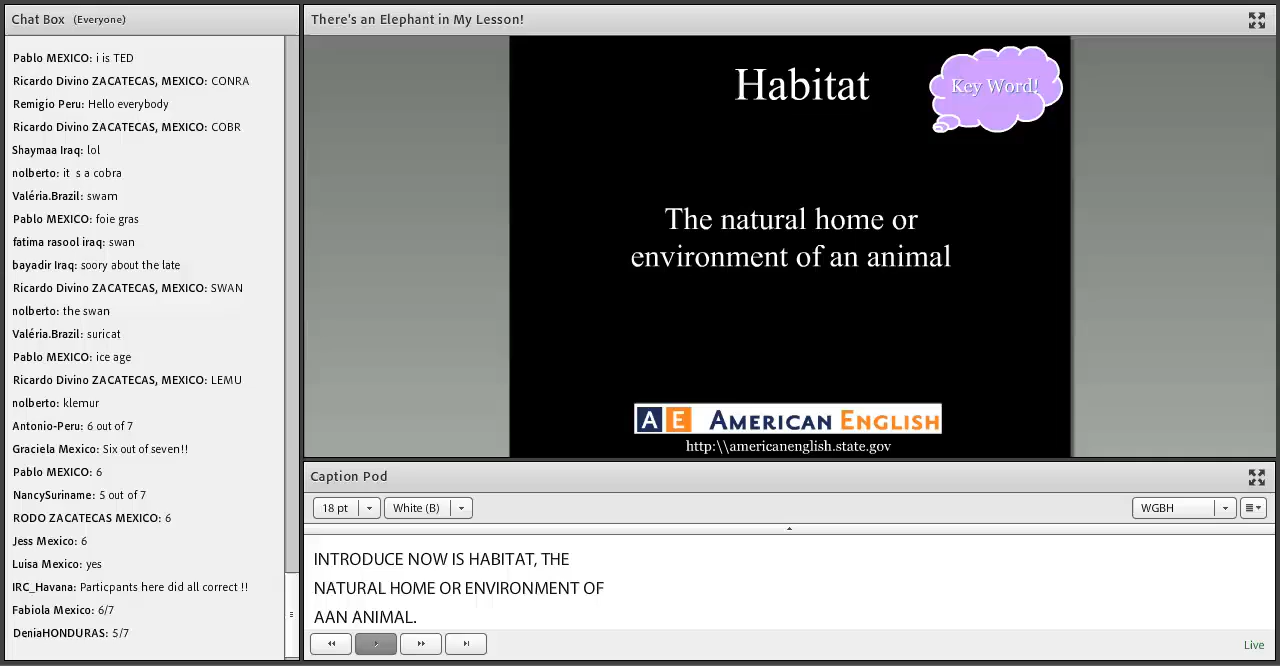 Chat Box (Everyone)
Pablo MEXICO: i is TED
Ricardo Divino ZACATECAS, MEXICO: CONRA
Remigio Peru: Hello everybody
Ricardo Divino ZACATECAS, MEXICO: COBR
Shaymaa Iraq: lol
nolberto: it s a cobra
Valéria.Brazil: swam
Pablo MEXICO: foie gras
fatima rasool iraq: swan
bayadir Iraq: soory about the late
Ricardo Divino ZACATECAS, MEXICO: SWAN
nolberto: the swan
Valéria.Brazil: suricat
Pablo MEXICO: ice age
Ricardo Divino ZACATECAS, MEXICO: LEMU
nolberto: klemur
Antonio-Peru: 6 out of 7
Graciela Mexico: Six out of seven!!
Pablo MEXICO: 6
NancySuriname: 5 out of 7
RODO ZACATECAS MEXICO: 6
Jess Mexico: 6
Luisa Mexico: yes
IRC_Havana: Particpants here did all correct !!
Fabiola Mexico: 6/7
DeniaHONDURAS: 5/7
There's an Elephant in My Lesson!
Habitat
Key Word!
The natural home or
environment of an animal
AE AMERICAN ENGLISH
http:\\americanenglish.state.gov
Caption Pod
18 pt
White (B)
WGBH
INTRODUCE NOW IS HABITAT, THE
NATURAL HOME OR ENVIRONMENT OF
AAN ANIMAL.
Live